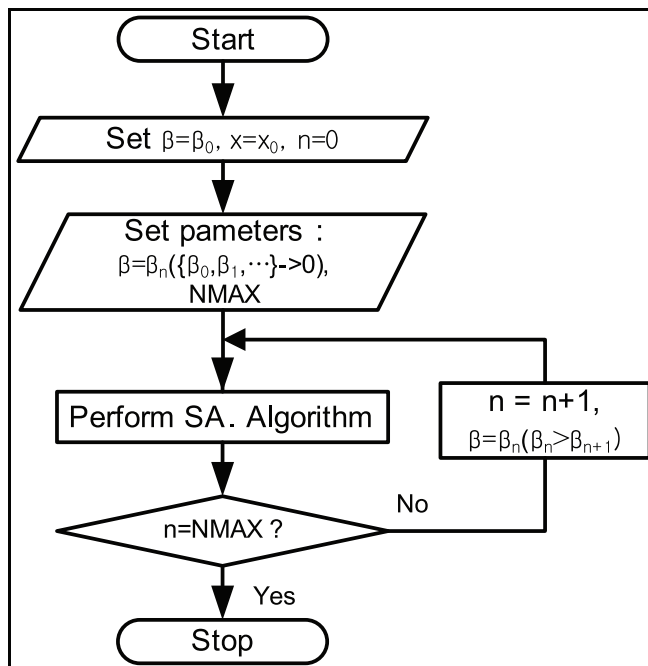 Start
Set β=β₀, x=x₀, n=0
Set pameters :
β=βₙ({β₀,β₁,⋯}->0),
NMAX
Perform SA. Algorithm
n = n+1,
β=βₙ(βₙ>βₙ₊₁)
n=NMAX ?
No
Yes
Stop